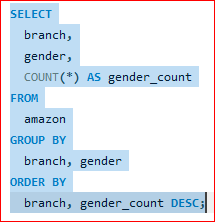 SELECT
branch,
gender,
COUNT(*) AS gender_count
FROM
amazon
GROUP BY
branch, gender
ORDER BY
branch, gender_count DESC;